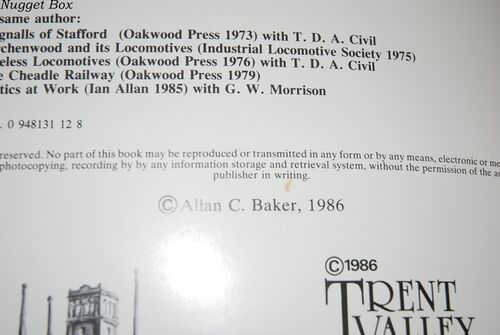 Nugget Box
same author:
gnalls of Stafford (Oakwood Press 1973) with T. D. A. Civil
rchenwood and its Locomotives (Industrial Locomotive Society 1975)
eless Locomotives (Oakwood Press 1976) with T. D. A. Civil
e Cheadle Railway (Oakwood Press 1979)
tics at Work (Ian Allan 1985) with G. W. Morrison
. 0 948131 12 8
reserved. No part of this book may be reproduced or transmitted in any form or by any means, electronic or me
photocopying, recording by by any information storage and retrieval system, without the permission of the au
publisher in writing.
© Allan C. Baker, 1986
©1986
TRENT
VALLEY